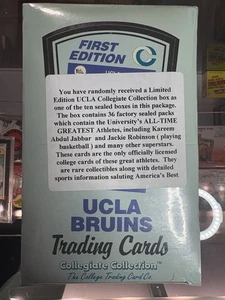 FIRST
EDITION
UCLA
You have randomly received a Limited
Edition UCLA Collegiate Collection box as
one of the ten sealed boxes in this package.
The box contains 36 factory sealed packs
which contain the University's ALL-TIME
GREATEST Athletes, including Kareem
Abdul Jabbar and Jackie Robinson ( playing
basketball ) and many other superstars.
These cards are the only officially licensed
college cards of these great athletes. They
are rare collectibles along with detailed
sports information saluting America's Best
UCLA
BRUINS
Trading Cards
Collegiate Collection™
The College Trading Card Co.